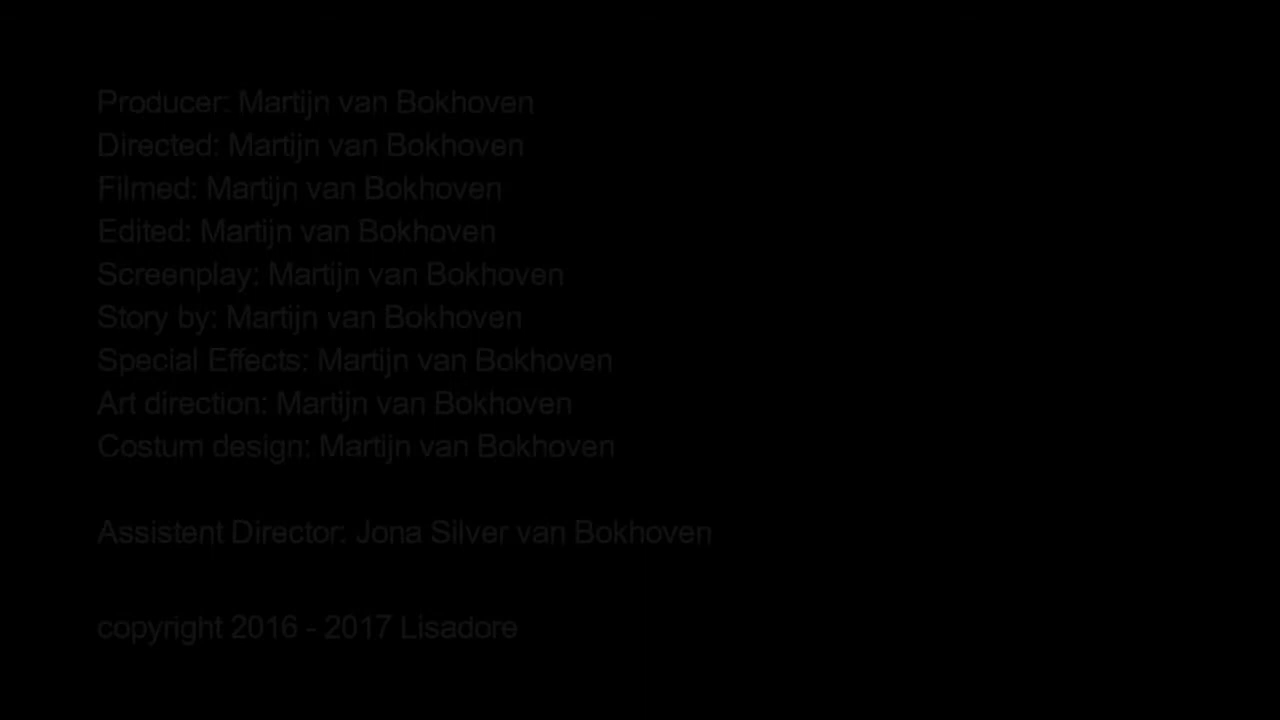 Producer: Martijn van Bokhoven
Directed: Martijn van Bokhoven
Filmed: Martijn van Bokhoven
Edited: Martijn van Bokhoven
Screenplay: Martijn van Bokhoven
Story by: Martijn van Bokhoven
Special Effects: Martijn van Bokhoven
Art direction: Martijn van Bokhoven
Costum design: Martijn van Bokhoven
Assistent Director: Jona Silver van Bokhoven
copyright 2016 - 2017 Lisadore